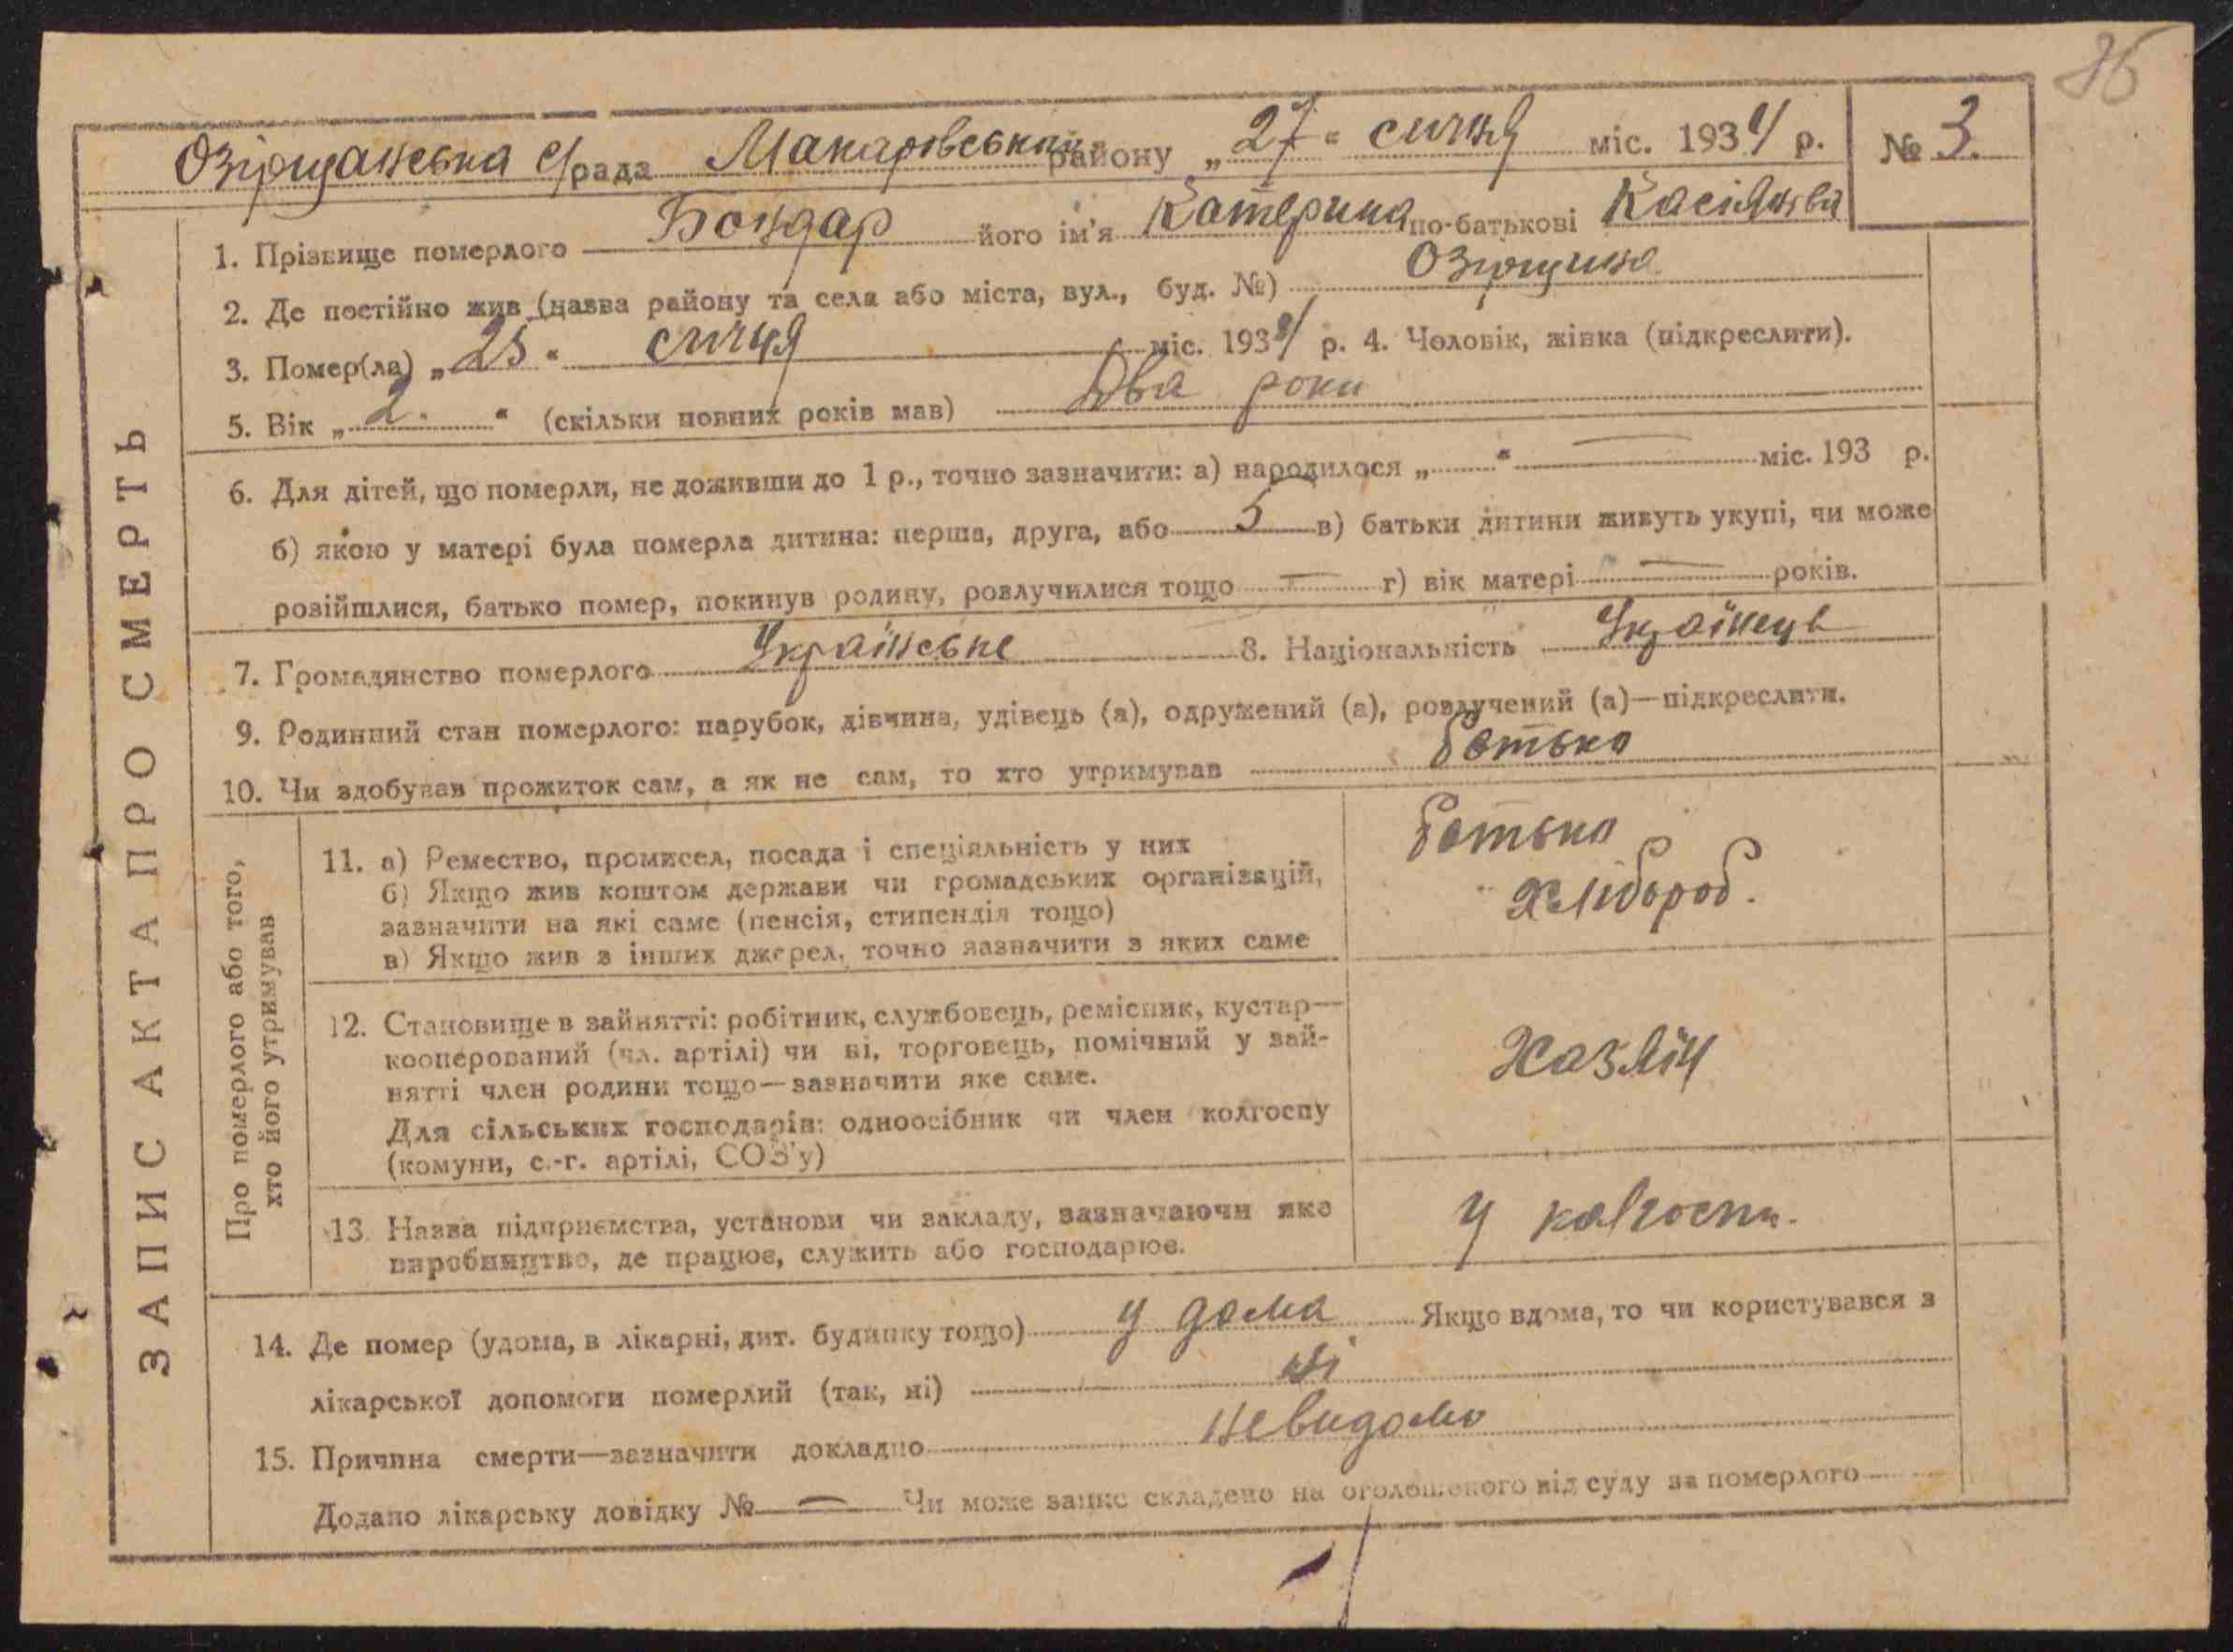 36
Озірщанська с/рада Макарівський району „27“ січня міс. 1934 р. № 3.
1. Прізвище померлого Бондар його ім'я Катерина по-батькові Касіянівна
2. Де постійно жив (назва району та села або міста, вул., буд. №) Озірщина
3. Помер(ла) „25“ січня міс. 1934 р. 4. Чоловік, жінка (підкреслити).
5. Вік „2.“ (скільки повних років мав) Два роки
6. Для дітей, що померли, не доживши до 1 р., точно зазначити: а) народилося „ “ — міс. 193 р.
б) якою у матері була померла дитина: перша, друга, або 5 в) батьки дитини живуть укупі, чи може
розійшлися, батько помер, покинув родину, розлучилися тощо — г) вік матері — років.
7. Громадянство померлого Українське 8. Національність Українець
9. Родинний стан померлого: парубок, дівчина, удівець (а), одружений (а), розлучений (а)—підкреслити.
10. Чи здобував прожиток сам, а як не сам, то хто утримував батько
ЗАПИС АКТА ПРО СМЕРТЬ
Про померлого або того,
хто його утримував
11. а) Ремество, промисел, посада і спеціяльність у них
б) Якщо жив коштом держави чи громадських організацій,
зазначити на які саме (пенсія, стипендія тощо)
в) Якщо жив з інших джерел, точно зазначити з яких саме
батько
хлібороб.
12. Становище в зайнятті: робітник, службовець, ремісник, кустар—
кооперований (чл. артілі) чи ні, торговець, помічний у зай-
нятті член родини тощо—зазначити яке саме.
Для сільських господарів: одноосібник чи член колгоспу
(комуни, с.-г. артілі, СОЗ'у)
13. Назва підприємства, установи чи закладу, зазначаючи яке
виробництво, де працює, служить або господарює.
У колгоспи.
14. Де помер (удома, в лікарні, дит. будинку тощо) у дома Якщо вдома, то чи користувався з
лікарської допомоги померлий (так, ні) ні
15. Причина смерти—зазначити докладно невидомо
Додано лікарську довідку № — Чи може запис складено на оголошеного від суду за померлого